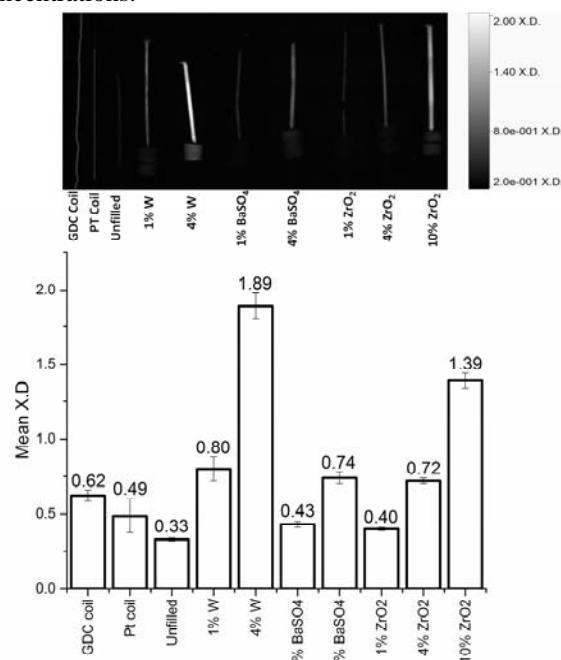 ncentrations.
2.00 X.D.
1.40 X.D.
8.0e-001 X.D.
2.0e-001 X.D.
GDC Coil
PT Coil
Unfilled
1% W
4% W
1% BaSO₄
4% BaSO₄
1% ZrO₂
4% ZrO₂
10% ZrO₂
Mean X.D
2.0
1.5
1.0
0.5
0.0
0.62
0.49
0.33
0.80
1.89
0.43
0.74
0.40
0.72
1.39
GDC coil
Pt coil
Unfilled
1% W
4% W
% BaSO4
% BaSO4
1% ZrO2
4% ZrO2
10% ZrO2